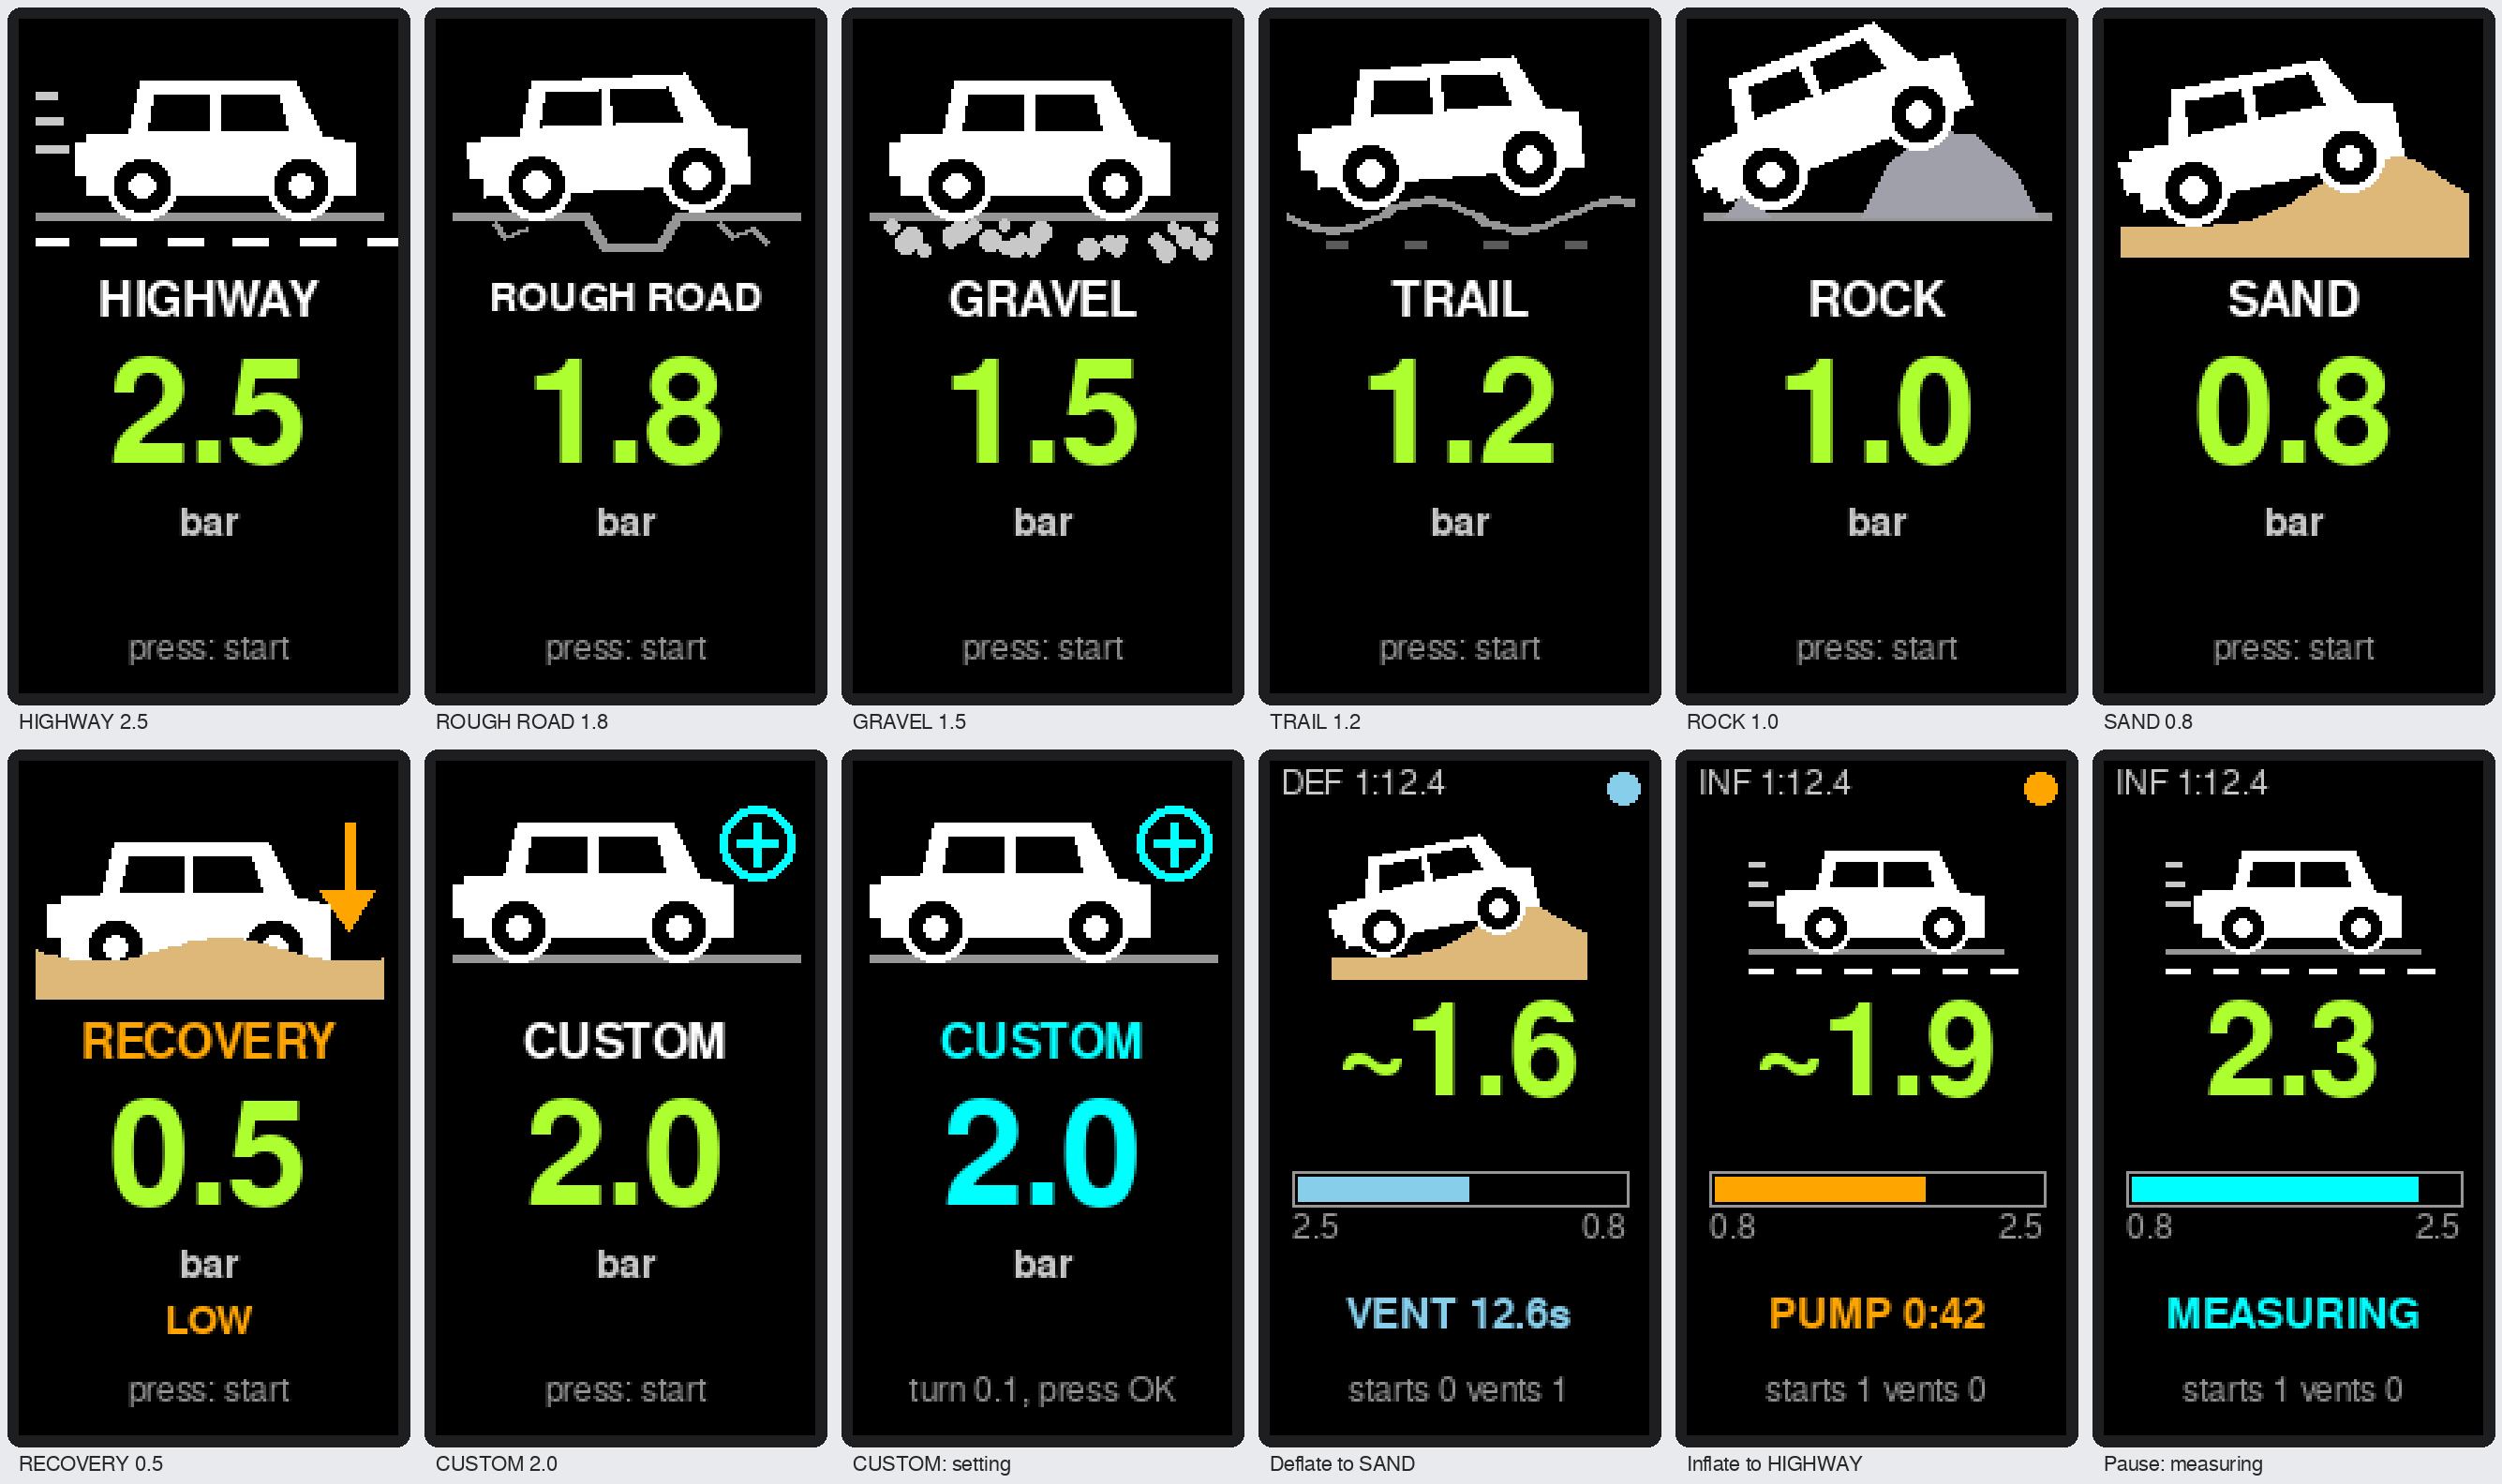 HIGHWAY
2.5
bar
press: start
HIGHWAY 2.5
ROUGH ROAD
1.8
bar
press: start
ROUGH ROAD 1.8
GRAVEL
1.5
bar
press: start
GRAVEL 1.5
TRAIL
1.2
bar
press: start
TRAIL 1.2
ROCK
1.0
bar
press: start
ROCK 1.0
SAND
0.8
bar
press: start
SAND 0.8
RECOVERY
0.5
bar
LOW
press: start
RECOVERY 0.5
CUSTOM
2.0
bar
press: start
CUSTOM 2.0
CUSTOM
2.0
bar
turn 0.1, press OK
CUSTOM: setting
DEF 1:12.4
~1.6
2.5 0.8
VENT 12.6s
starts 0 vents 1
Deflate to SAND
INF 1:12.4
~1.9
0.8 2.5
PUMP 0:42
starts 1 vents 0
Inflate to HIGHWAY
INF 1:12.4
2.3
0.8 2.5
MEASURING
starts 1 vents 0
Pause: measuring